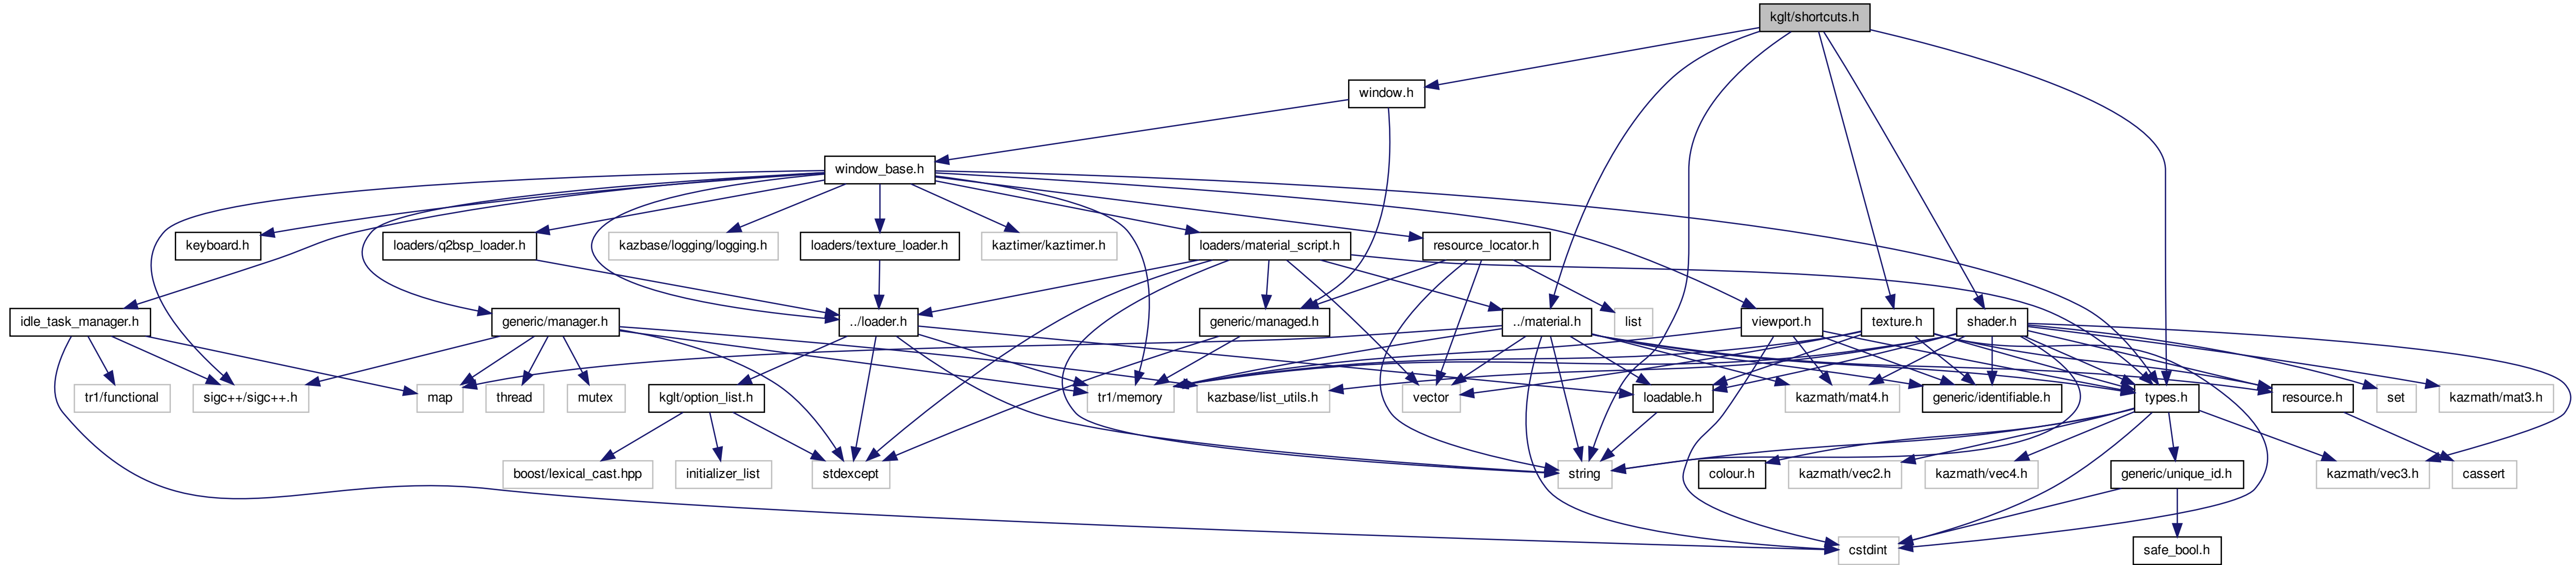 kglt/shortcuts.h
window.h
window_base.h
keyboard.h
loaders/q2bsp_loader.h
kazbase/logging/logging.h
loaders/texture_loader.h
kaztimer/kaztimer.h
loaders/material_script.h
resource_locator.h
idle_task_manager.h
generic/manager.h
../loader.h
generic/managed.h
../material.h
list
viewport.h
texture.h
shader.h
tr1/functional
sigc++/sigc++.h
map
thread
mutex
kglt/option_list.h
tr1/memory
kazbase/list_utils.h
vector
loadable.h
kazmath/mat4.h
generic/identifiable.h
types.h
resource.h
set
kazmath/mat3.h
boost/lexical_cast.hpp
initializer_list
stdexcept
string
colour.h
kazmath/vec2.h
kazmath/vec4.h
generic/unique_id.h
kazmath/vec3.h
cassert
cstdint
safe_bool.h